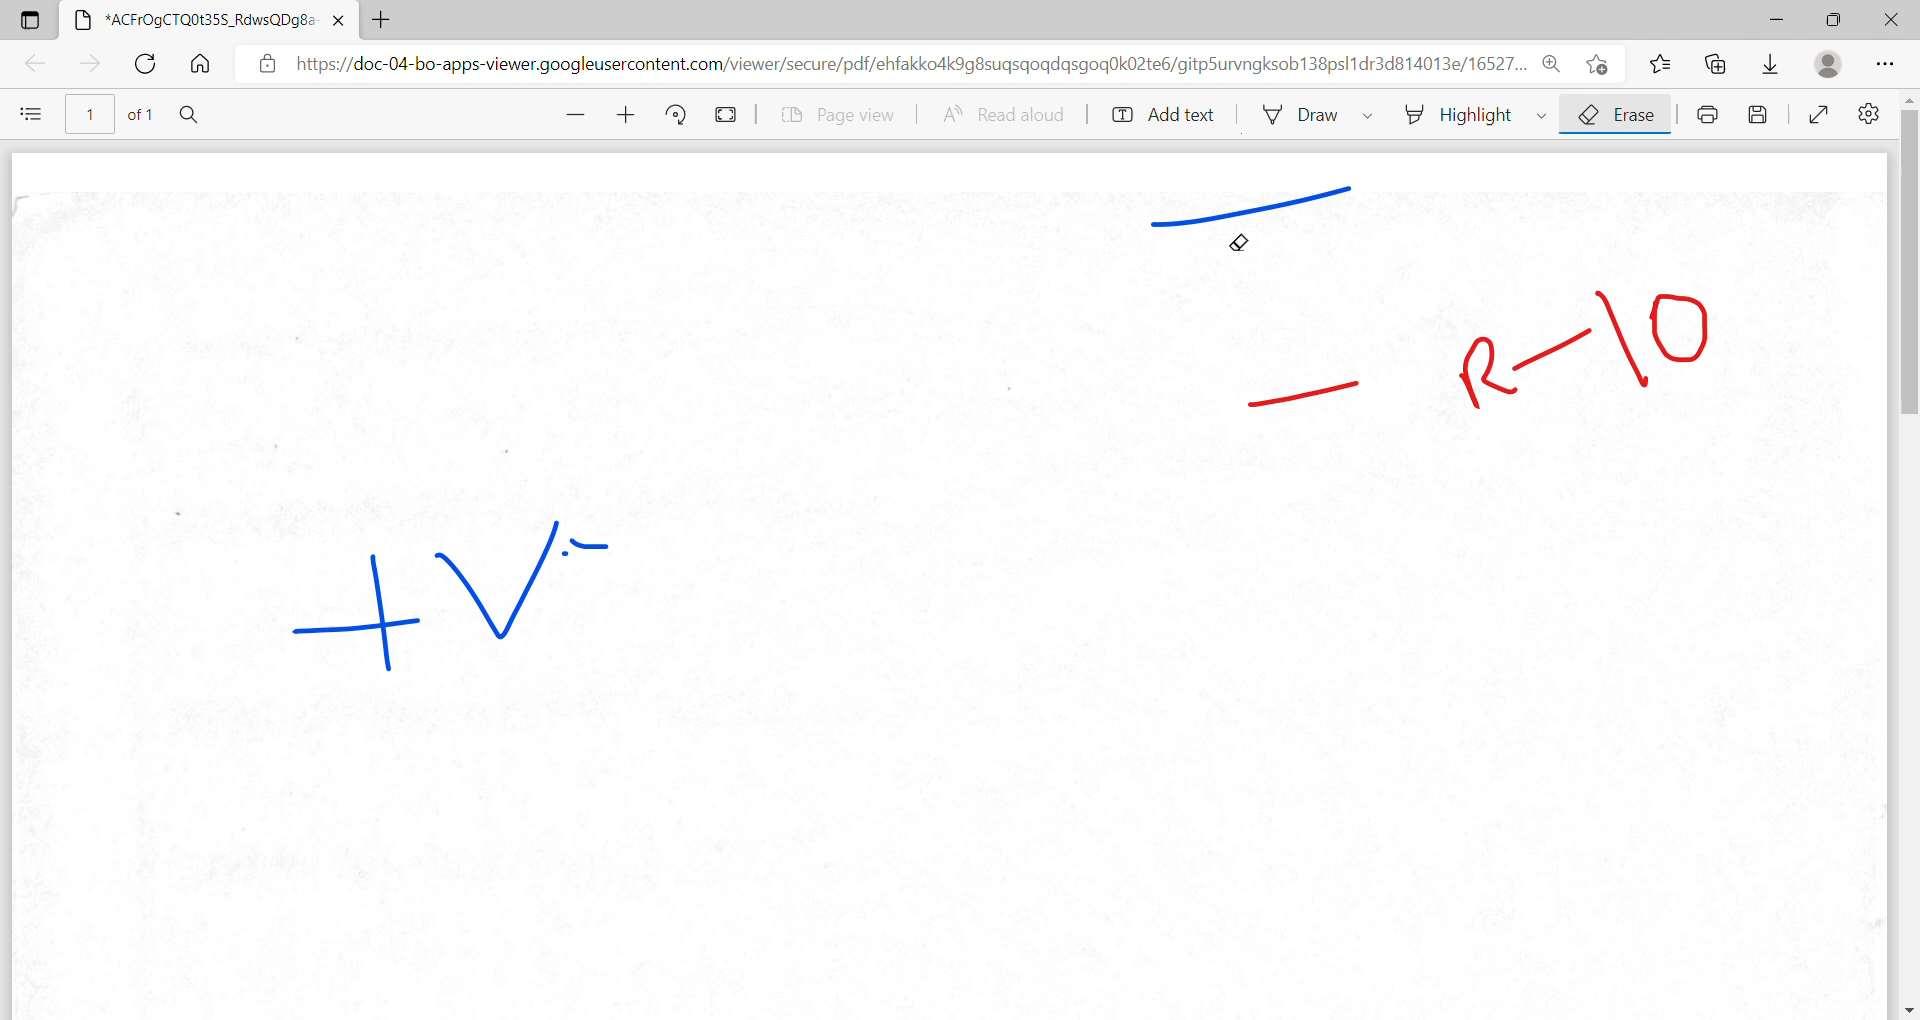 *ACFrOgCTQ0t35S_RdwsQDg8a-
https://doc-04-bo-apps-viewer.googleusercontent.com/viewer/secure/pdf/ehfakko4k9g8suqsqoqdqsgoq0k02te6/gitp5urvngksob138psl1dr3d814013e/16527...
1 of 1 Page view Read aloud Add text Draw Highlight Erase
— R-10
+V